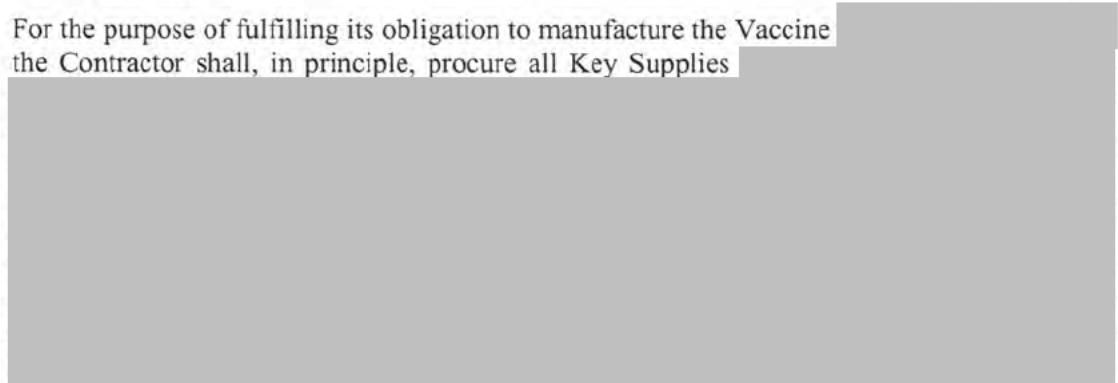 For the purpose of fulfilling its obligation to manufacture the Vaccine
the Contractor shall, in principle, procure all Key Supplies